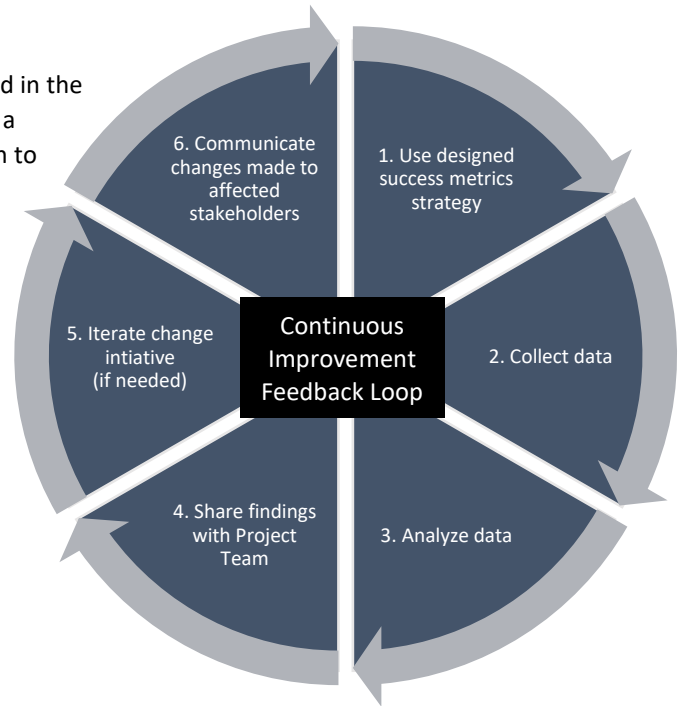 d in the
a
n to
6. Communicate
changes made to
affected
stakeholders
1. Use designed
success metrics
strategy
5. Iterate change
intiative
(if needed)
Continuous
Improvement
Feedback Loop
2. Collect data
4. Share findings
with Project
Team
3. Analyze data